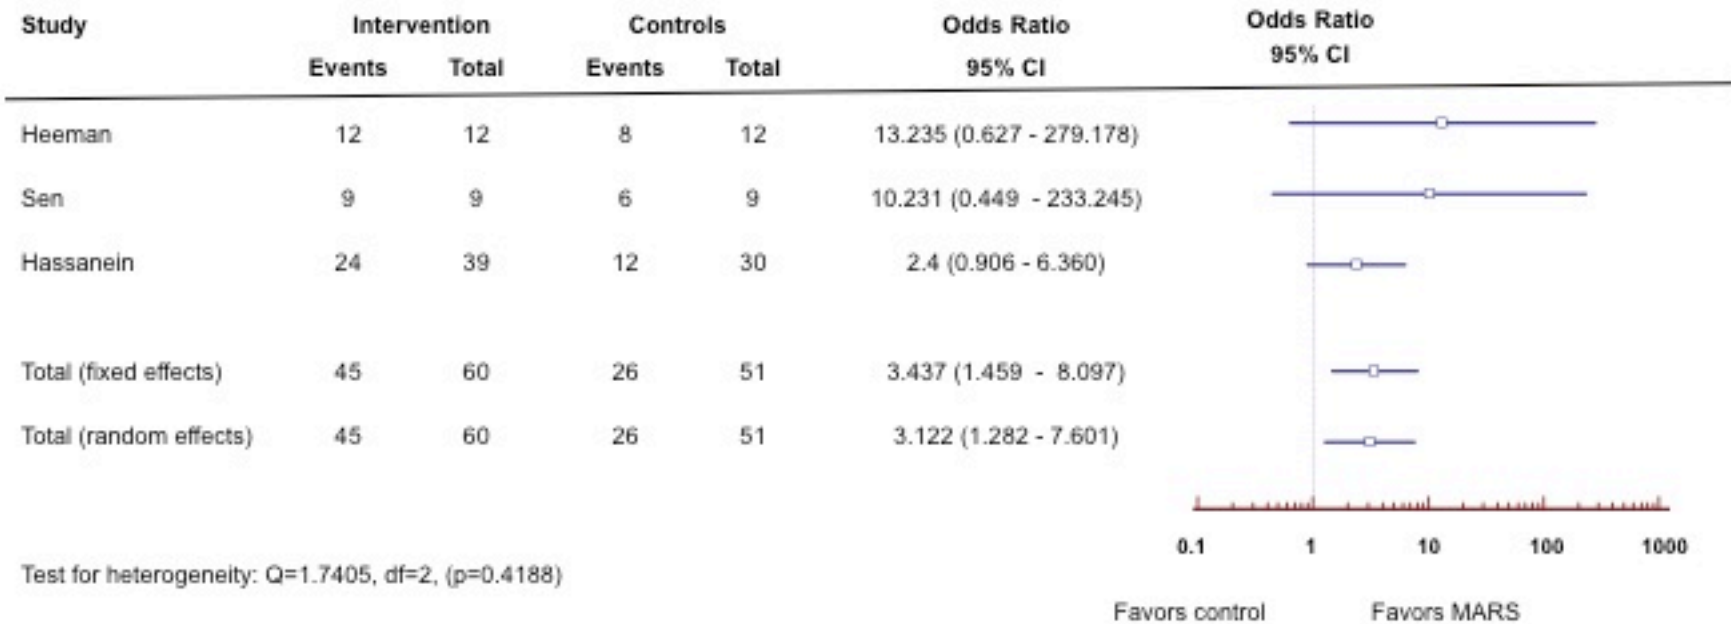 Study Intervention Controls Odds Ratio Odds Ratio
Events Total Events Total 95% CI 95% CI
Heeman 12 12 8 12 13.235 (0.627 - 279.178)
Sen 9 9 6 9 10.231 (0.449 - 233.245)
Hassanein 24 39 12 30 2.4 (0.906 - 6.360)
Total (fixed effects) 45 60 26 51 3.437 (1.459 - 8.097)
Total (random effects) 45 60 26 51 3.122 (1.282 - 7.601)
0.1 1 10 100 1000
Test for heterogeneity: Q=1.7405, df=2, (p=0.4188)
Favors control Favors MARS